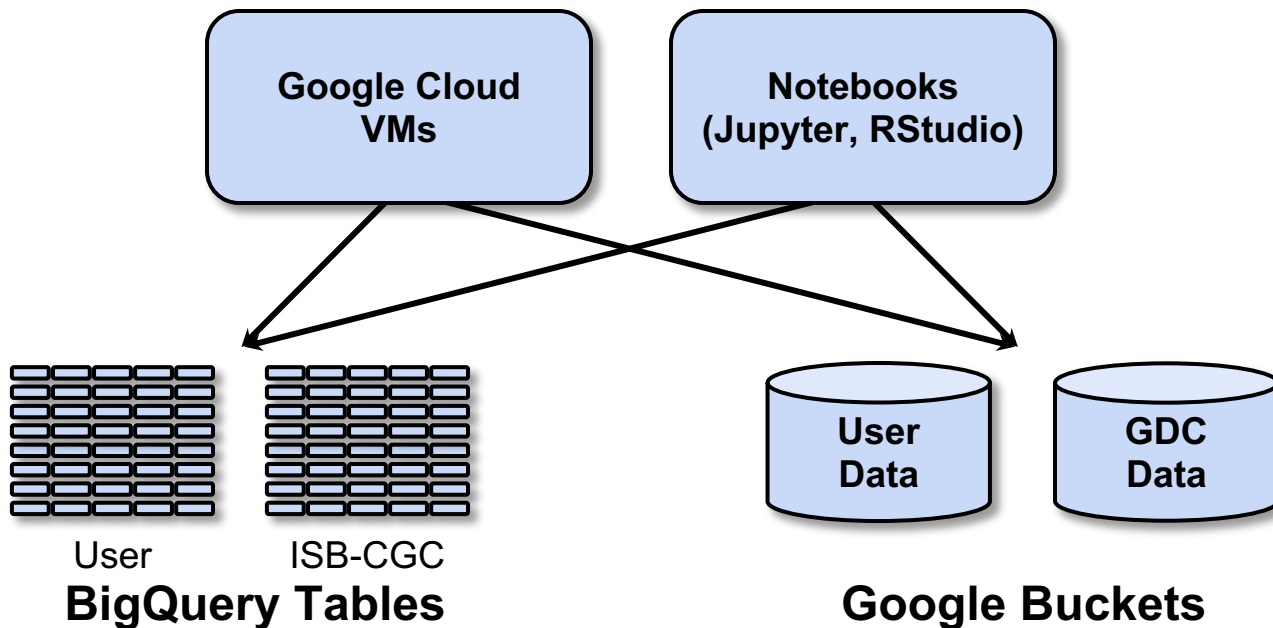 Google Cloud
VMs
Notebooks
(Jupyter, RStudio)
User
Data
GDC
Data
User
ISB-CGC
BigQuery Tables
Google Buckets